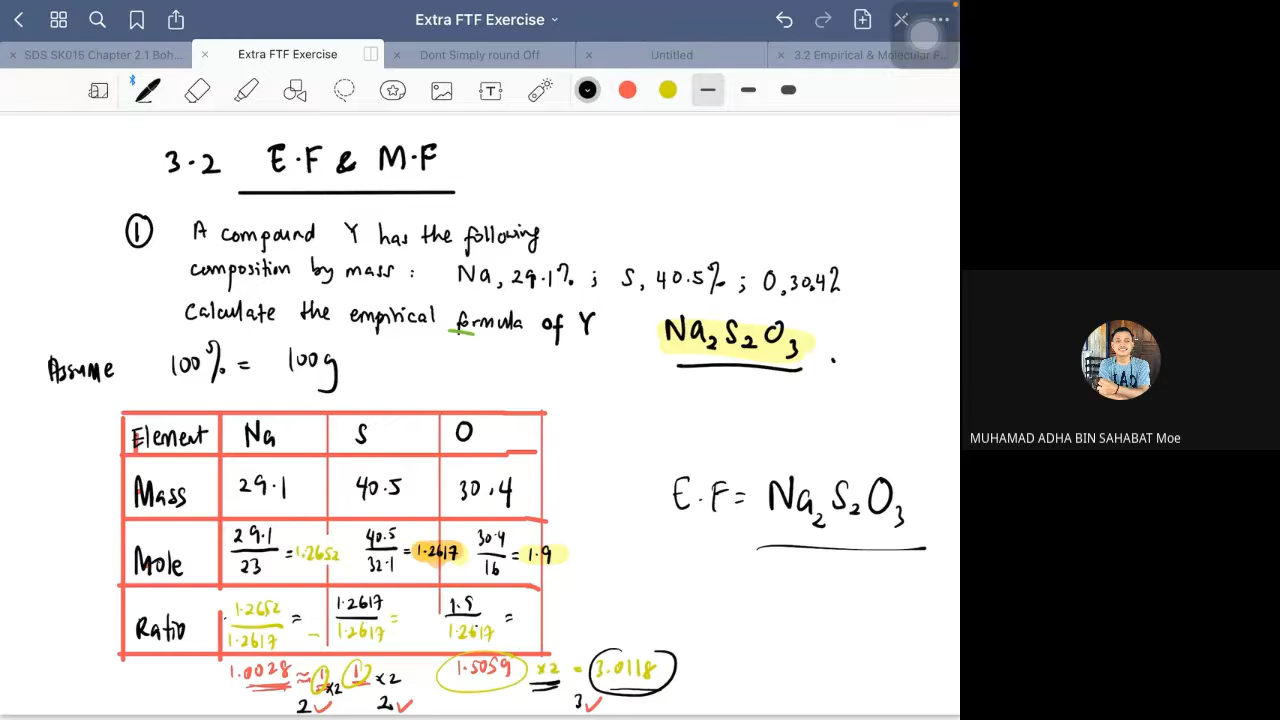 Extra FTF Exercise
SDS SK015 Chapter 2.1 Boh...
Extra FTF Exercise
Dont Simply round Off
Untitled
3.2 Empirical & Molecular F...
3.2 E.F & M.F
① A compound Y has the following
composition by mass : Na, 29.1% ; S, 40.5% ; O, 30.4%
Calculate the empirical formula of Y
Na₂S₂O₃
Assume 100% = 100g
Element Na S O
Mass 29.1 40.5 30.4
E.F = Na₂S₂O₃
Mole 29.1/23 = 1.2652 40.5/32.1 = 1.2617 30.4/16 = 1.9
Ratio 1.2652/1.2617 = 1.2617/1.2617 = 1.9/1.2617 =
1.0028 ≈ 1 ×2 1 ×2 1.5059 ×2 = 3.0118
2 ✓ 2 ✓ 3 ✓
MUHAMAD ADHA BIN SAHABAT Moe